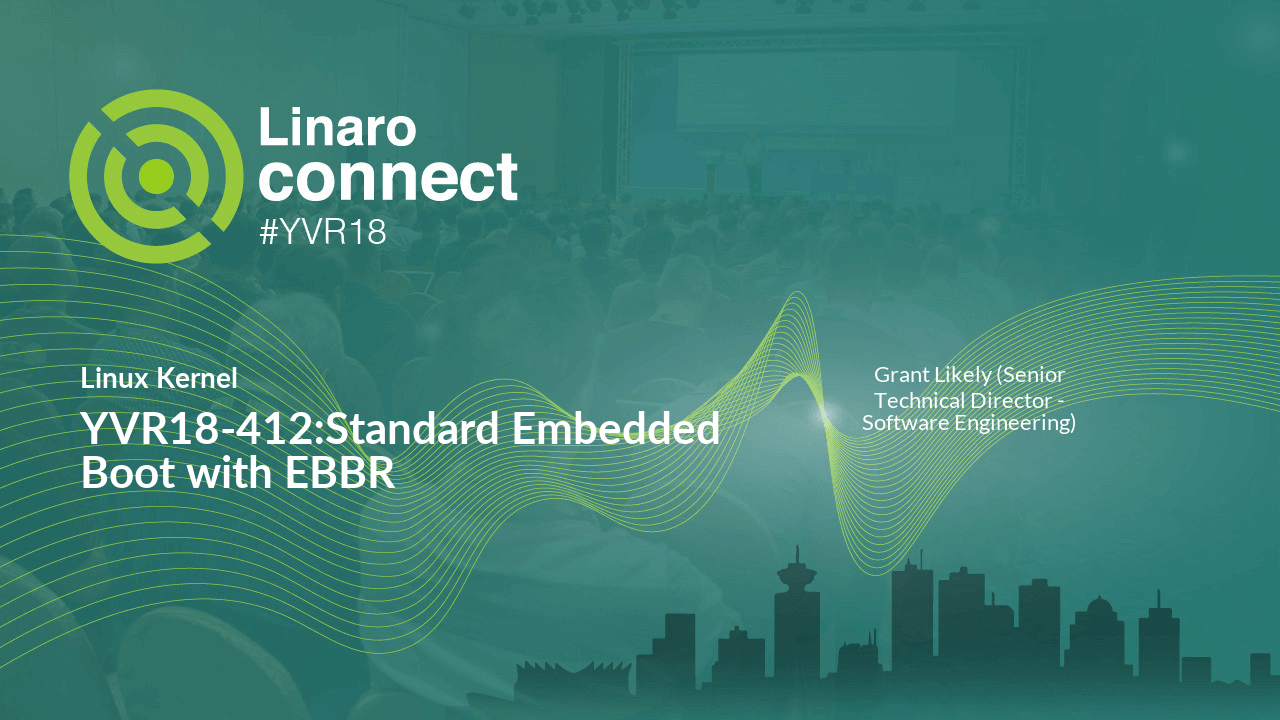 Linaro
connect
#YVR18
Linux Kernel
YVR18-412:Standard Embedded
Boot with EBBR
Grant Likely (Senior
Technical Director -
Software Engineering)